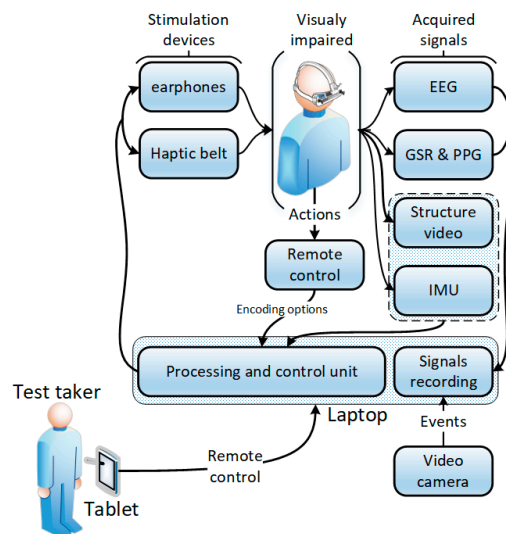 Stimulation
devices
Visualy
impaired
Acquired
signals
earphones
EEG
Haptic belt
GSR & PPG
Actions
Structure
video
Remote
control
IMU
Encoding options
Processing and control unit
Signals
recording
Laptop
Test taker
Events
Remote
control
Video
camera
Tablet